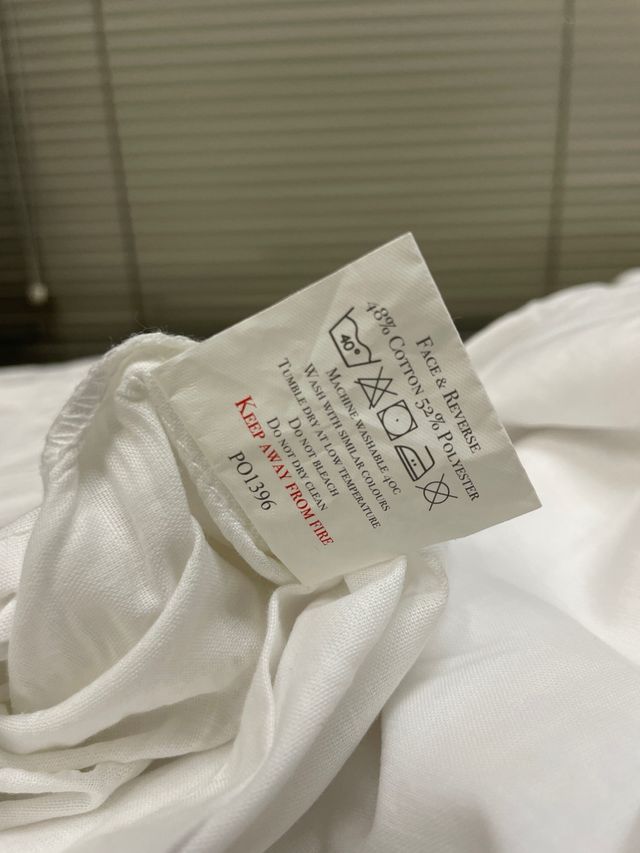 Face & Reverse
48% Cotton 52% Polyester
40°
Machine washable 40c
Wash with similar colours
Tumble dry at low temperature
Do not bleach
Do not dry clean
Keep away from fire
PO1396